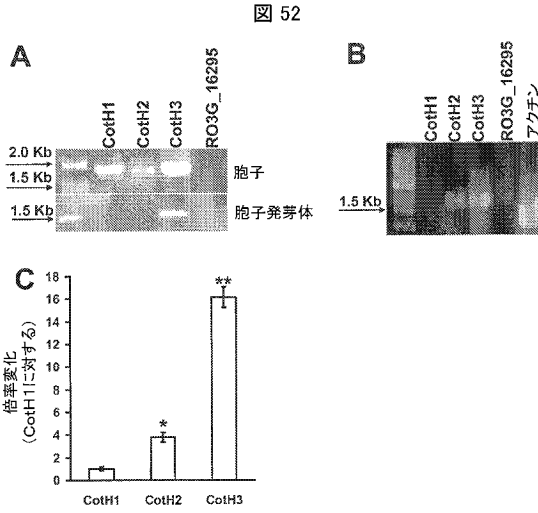 図 52
A
CotH1
CotH2
CotH3
RO3G_16295
2.0 Kb
1.5 Kb
胞子
1.5 Kb
胞子発芽体
B
CotH1
CotH2
CotH3
RO3G_16295
アクチン
1.5 Kb
C
倍率変化
(CotH1に対する)
18
16
14
12
10
8
6
4
2
0
*
**
CotH1
CotH2
CotH3